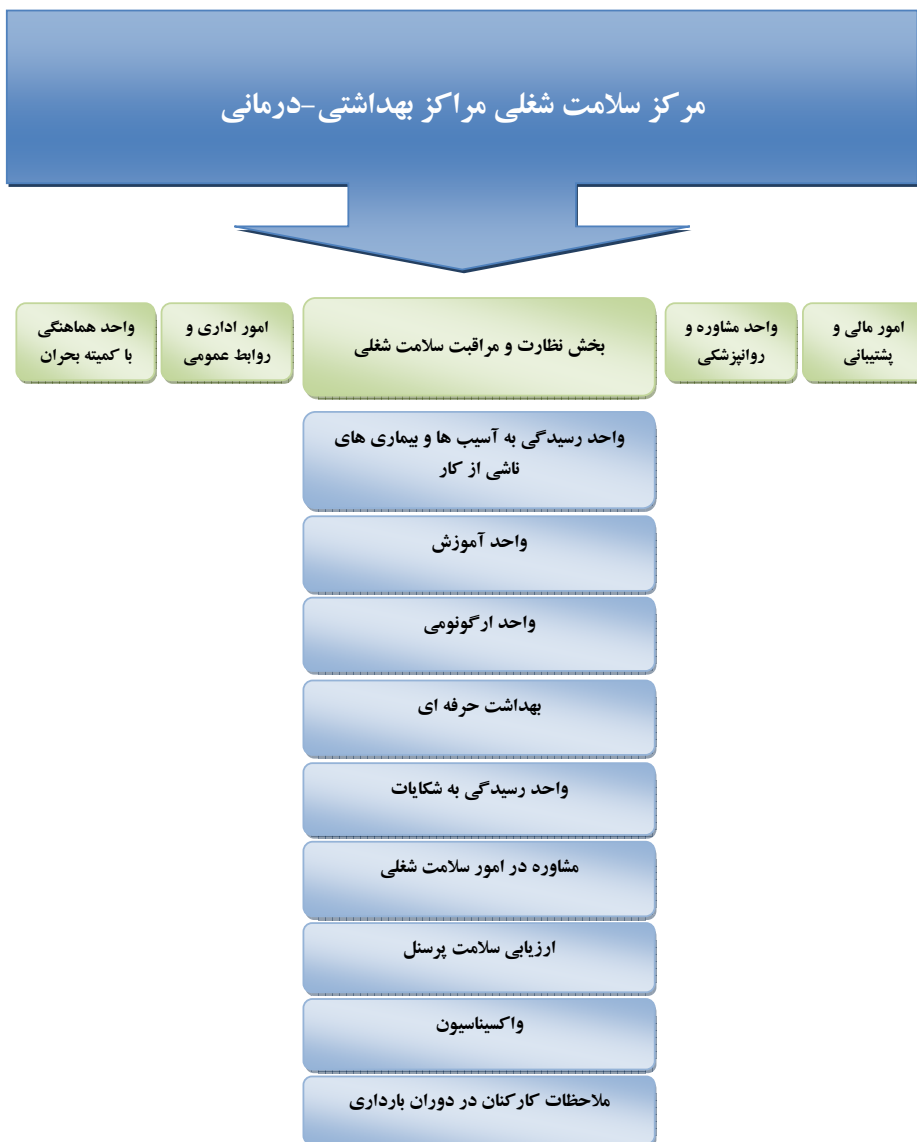 مرکز سلامت شغلی مراکز بهداشتی-درمانی
امور مالی و
پشتیبانی
واحد مشاوره و
روانپزشکی
بخش نظارت و مراقبت سلامت شغلی
امور اداری و
روابط عمومی
واحد هماهنگی
با کمیته بحران
واحد رسیدگی به آسیب ها و بیماری های
ناشی از کار
واحد آموزش
واحد ارگونومی
بهداشت حرفه ای
واحد رسیدگی به شکایات
مشاوره در امور سلامت شغلی
ارزیابی سلامت پرسنل
واکسیناسیون
ملاحظات کارکنان در دوران بارداری